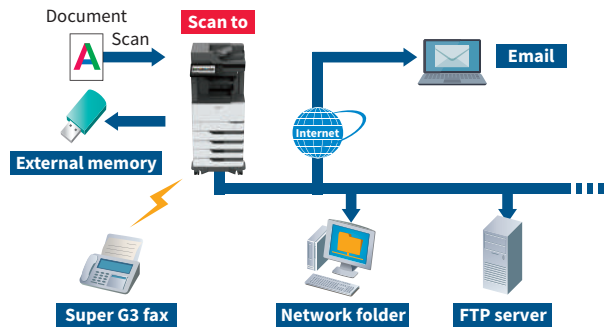 Document
Scan
Scan to
A
Email
Internet
External memory
Super G3 fax
Network folder
FTP server